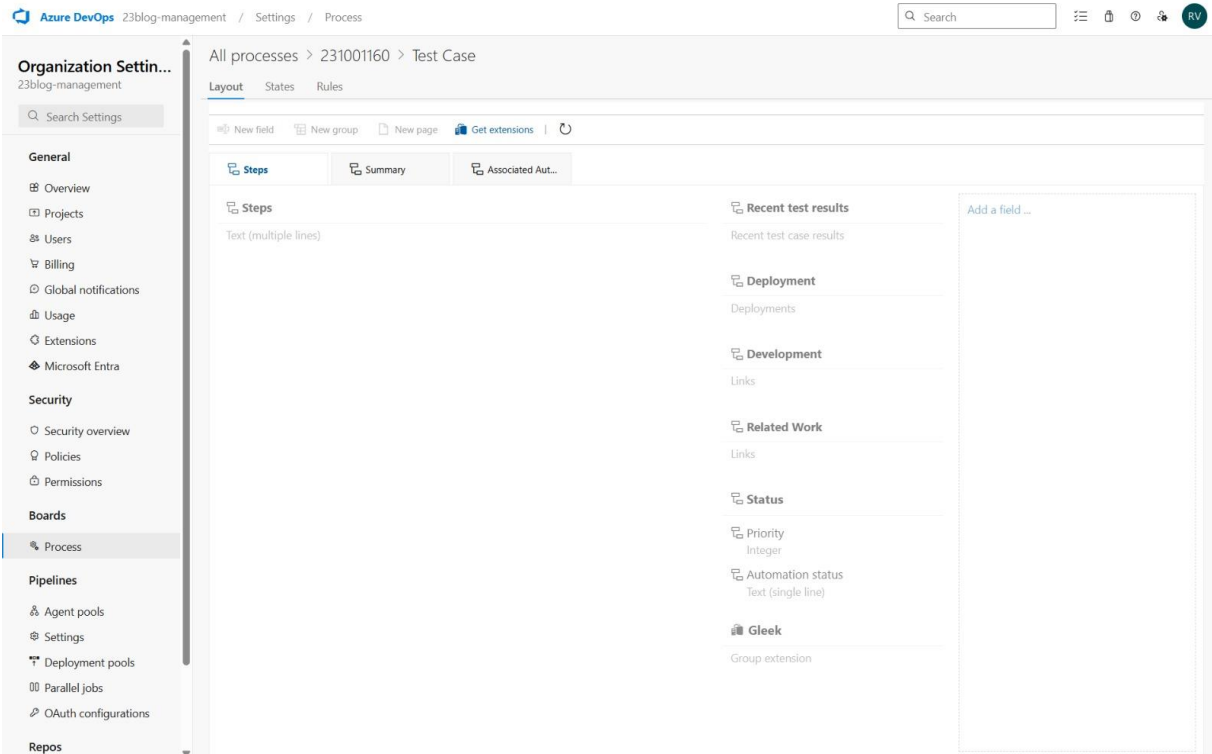 Azure DevOps 23blog-management / Settings / Process
Search
RV
Organization Settin...
23blog-management
Search Settings
General
Overview
Projects
Users
Billing
Global notifications
Usage
Extensions
Microsoft Entra
Security
Security overview
Policies
Permissions
Boards
Process
Pipelines
Agent pools
Settings
Deployment pools
Parallel jobs
OAuth configurations
Repos
All processes > 231001160 > Test Case
Layout States Rules
New field New group New page Get extensions
Steps Summary Associated Aut...
Steps
Text (multiple lines)
Recent test results
Recent test case results
Deployment
Deployments
Development
Links
Related Work
Links
Status
Priority
Integer
Automation status
Text (single line)
Gleek
Group extension
Add a field ...